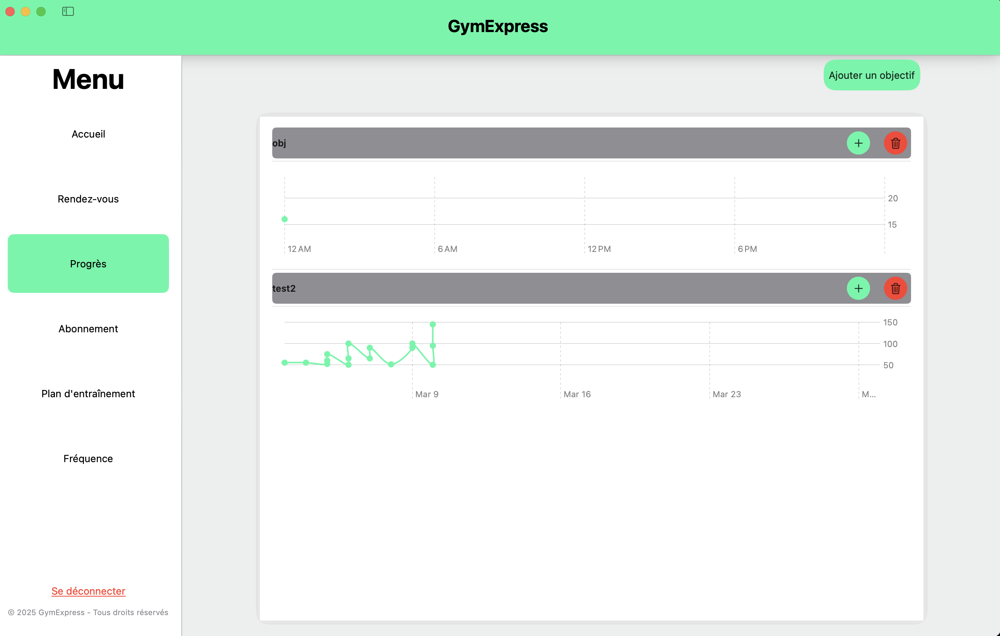 GymExpress
Menu
Accueil
Rendez-vous
Progrès
Abonnement
Plan d'entraînement
Fréquence
Se déconnecter
© 2025 GymExpress - Tous droits réservés
Ajouter un objectif
obj
20
15
12 AM 6 AM 12 PM 6 PM
test2
150
100
50
Mar 9 Mar 16 Mar 23 M...